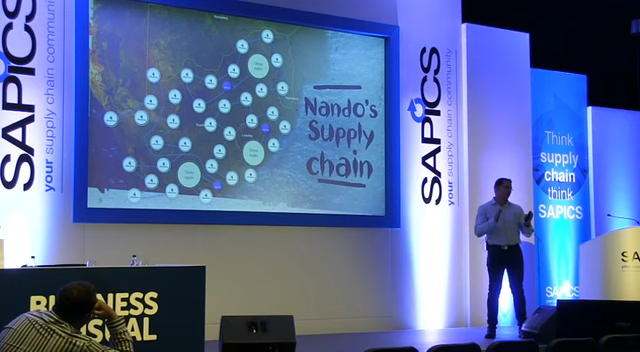 SAPICS
your supply chain community
Nando's
Supply
chain
SAPICS
your supply chain community
Think
supply
chain
think
SAPICS
SAPICS
BUSINESS
SA